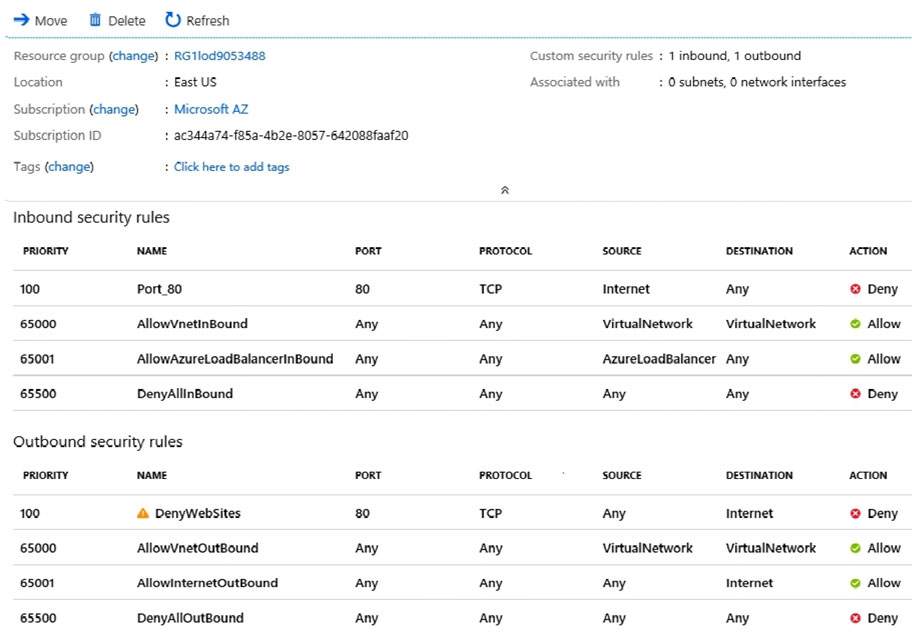 Move Delete Refresh
Resource group (change) : RG1lod9053488 Custom security rules : 1 inbound, 1 outbound
Location : East US Associated with : 0 subnets, 0 network interfaces
Subscription (change) : Microsoft AZ
Subscription ID : ac344a74-f85a-4b2e-8057-642088faaf20
Tags (change) : Click here to add tags
Inbound security rules
PRIORITY NAME PORT PROTOCOL SOURCE DESTINATION ACTION
100 Port_80 80 TCP Internet Any Deny
65000 AllowVnetInBound Any Any VirtualNetwork VirtualNetwork Allow
65001 AllowAzureLoadBalancerInBound Any Any AzureLoadBalancer Any Allow
65500 DenyAllInBound Any Any Any Any Deny
Outbound security rules
PRIORITY NAME PORT PROTOCOL SOURCE DESTINATION ACTION
100 DenyWebSites 80 TCP Any Internet Deny
65000 AllowVnetOutBound Any Any VirtualNetwork VirtualNetwork Allow
65001 AllowInternetOutBound Any Any Any Internet Allow
65500 DenyAllOutBound Any Any Any Any Deny